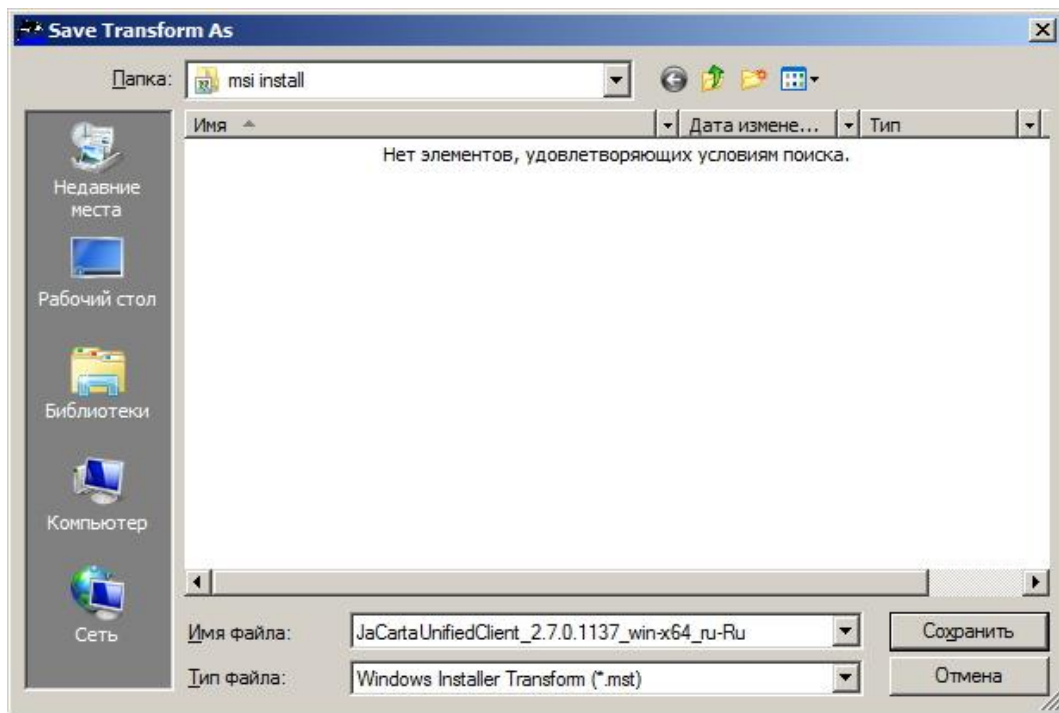 Save Transform As
Папка:
msi install
Имя
Дата измене...
Тип
Нет элементов, удовлетворяющих условиям поиска.
Недавние
места
Рабочий стол
Библиотеки
Компьютер
Сеть
Имя файла:
JaCartaUnifiedClient_2.7.0.1137_win-x64_ru-Ru
Сохранить
Тип файла:
Windows Installer Transform (*.mst)
Отмена